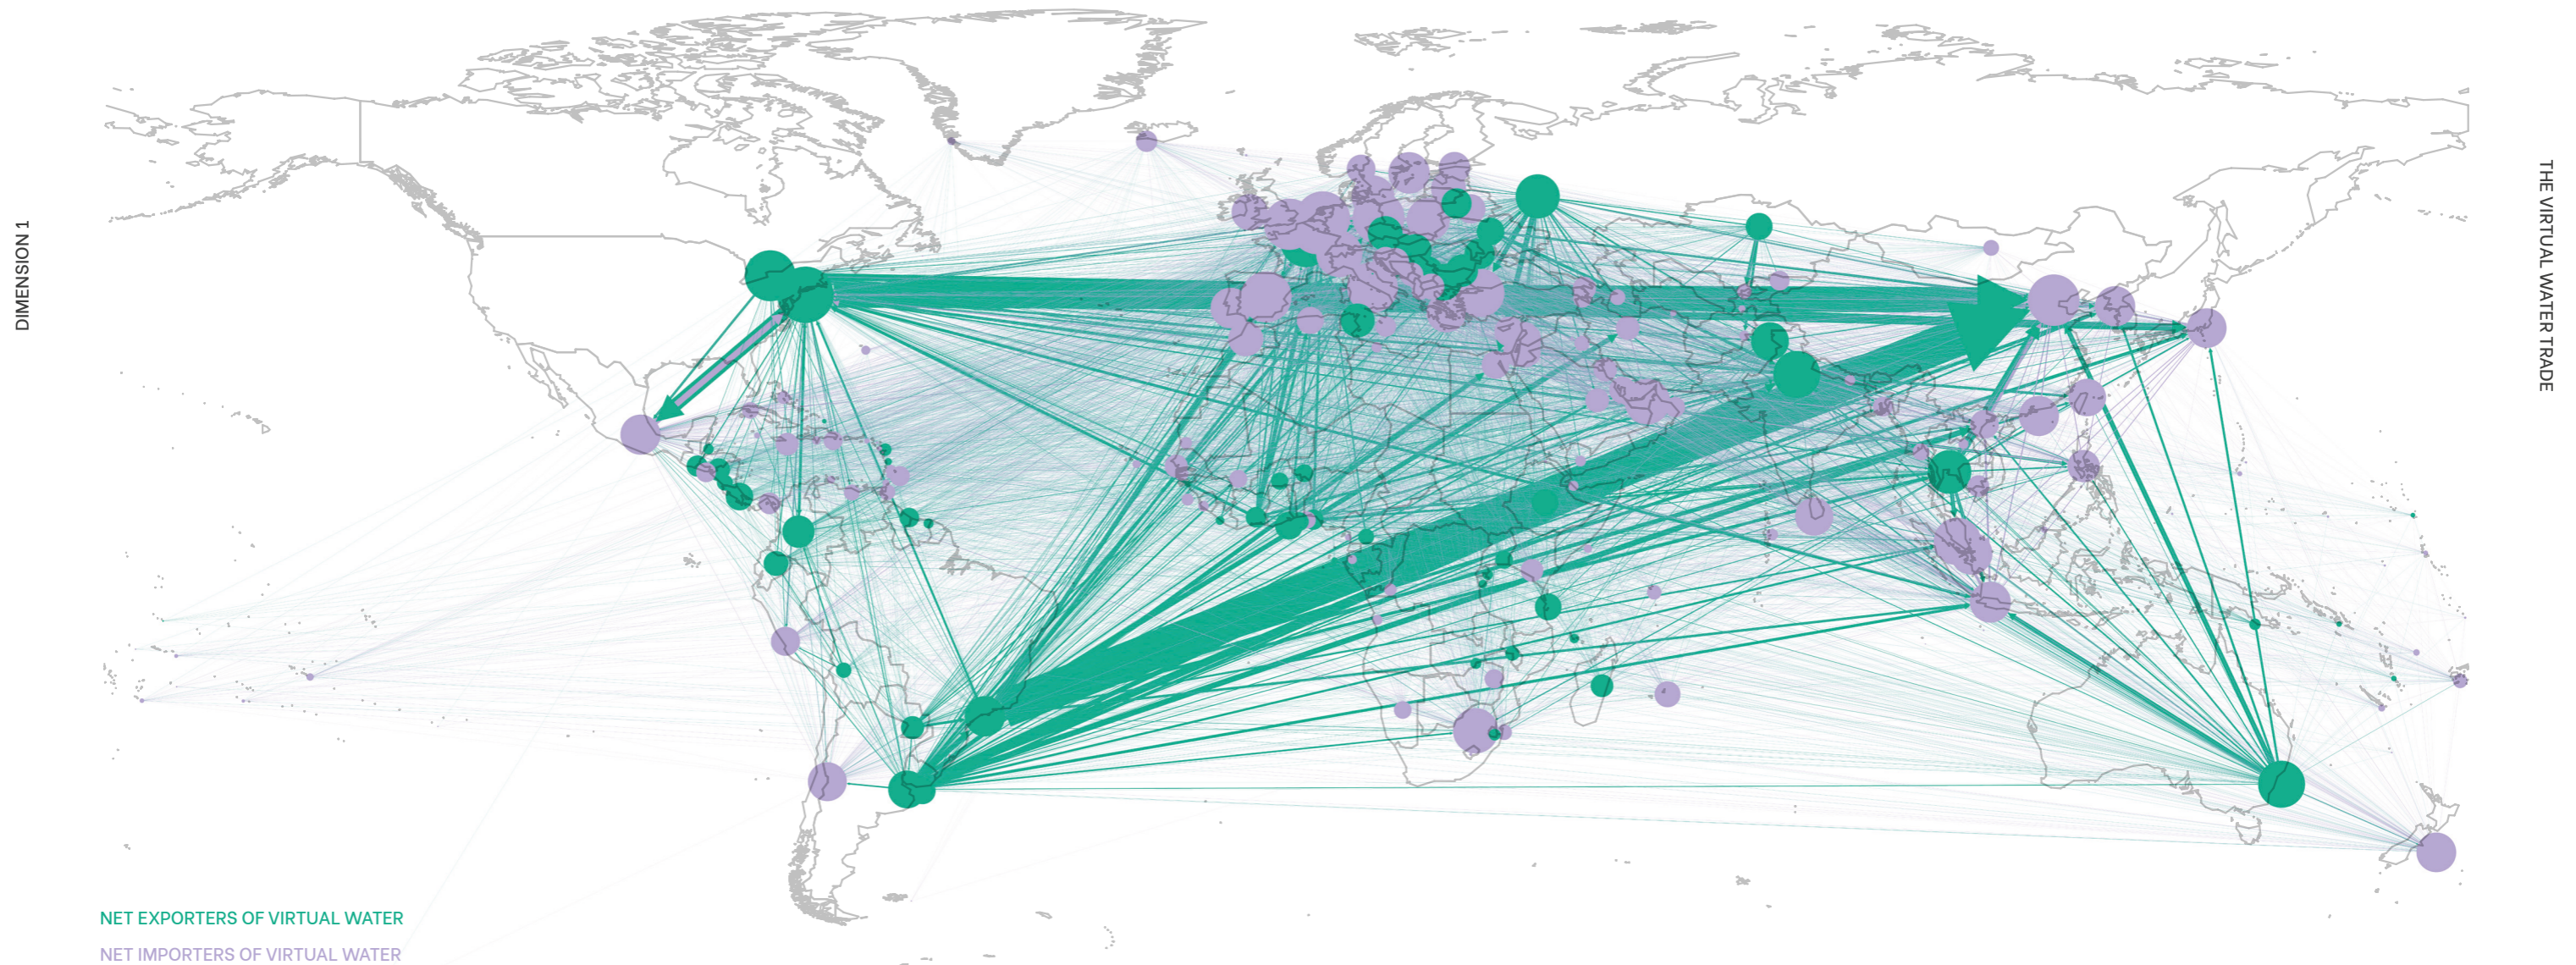 DIMENSION 1
THE VIRTUAL WATER TRADE
NET EXPORTERS OF VIRTUAL WATER
NET IMPORTERS OF VIRTUAL WATER